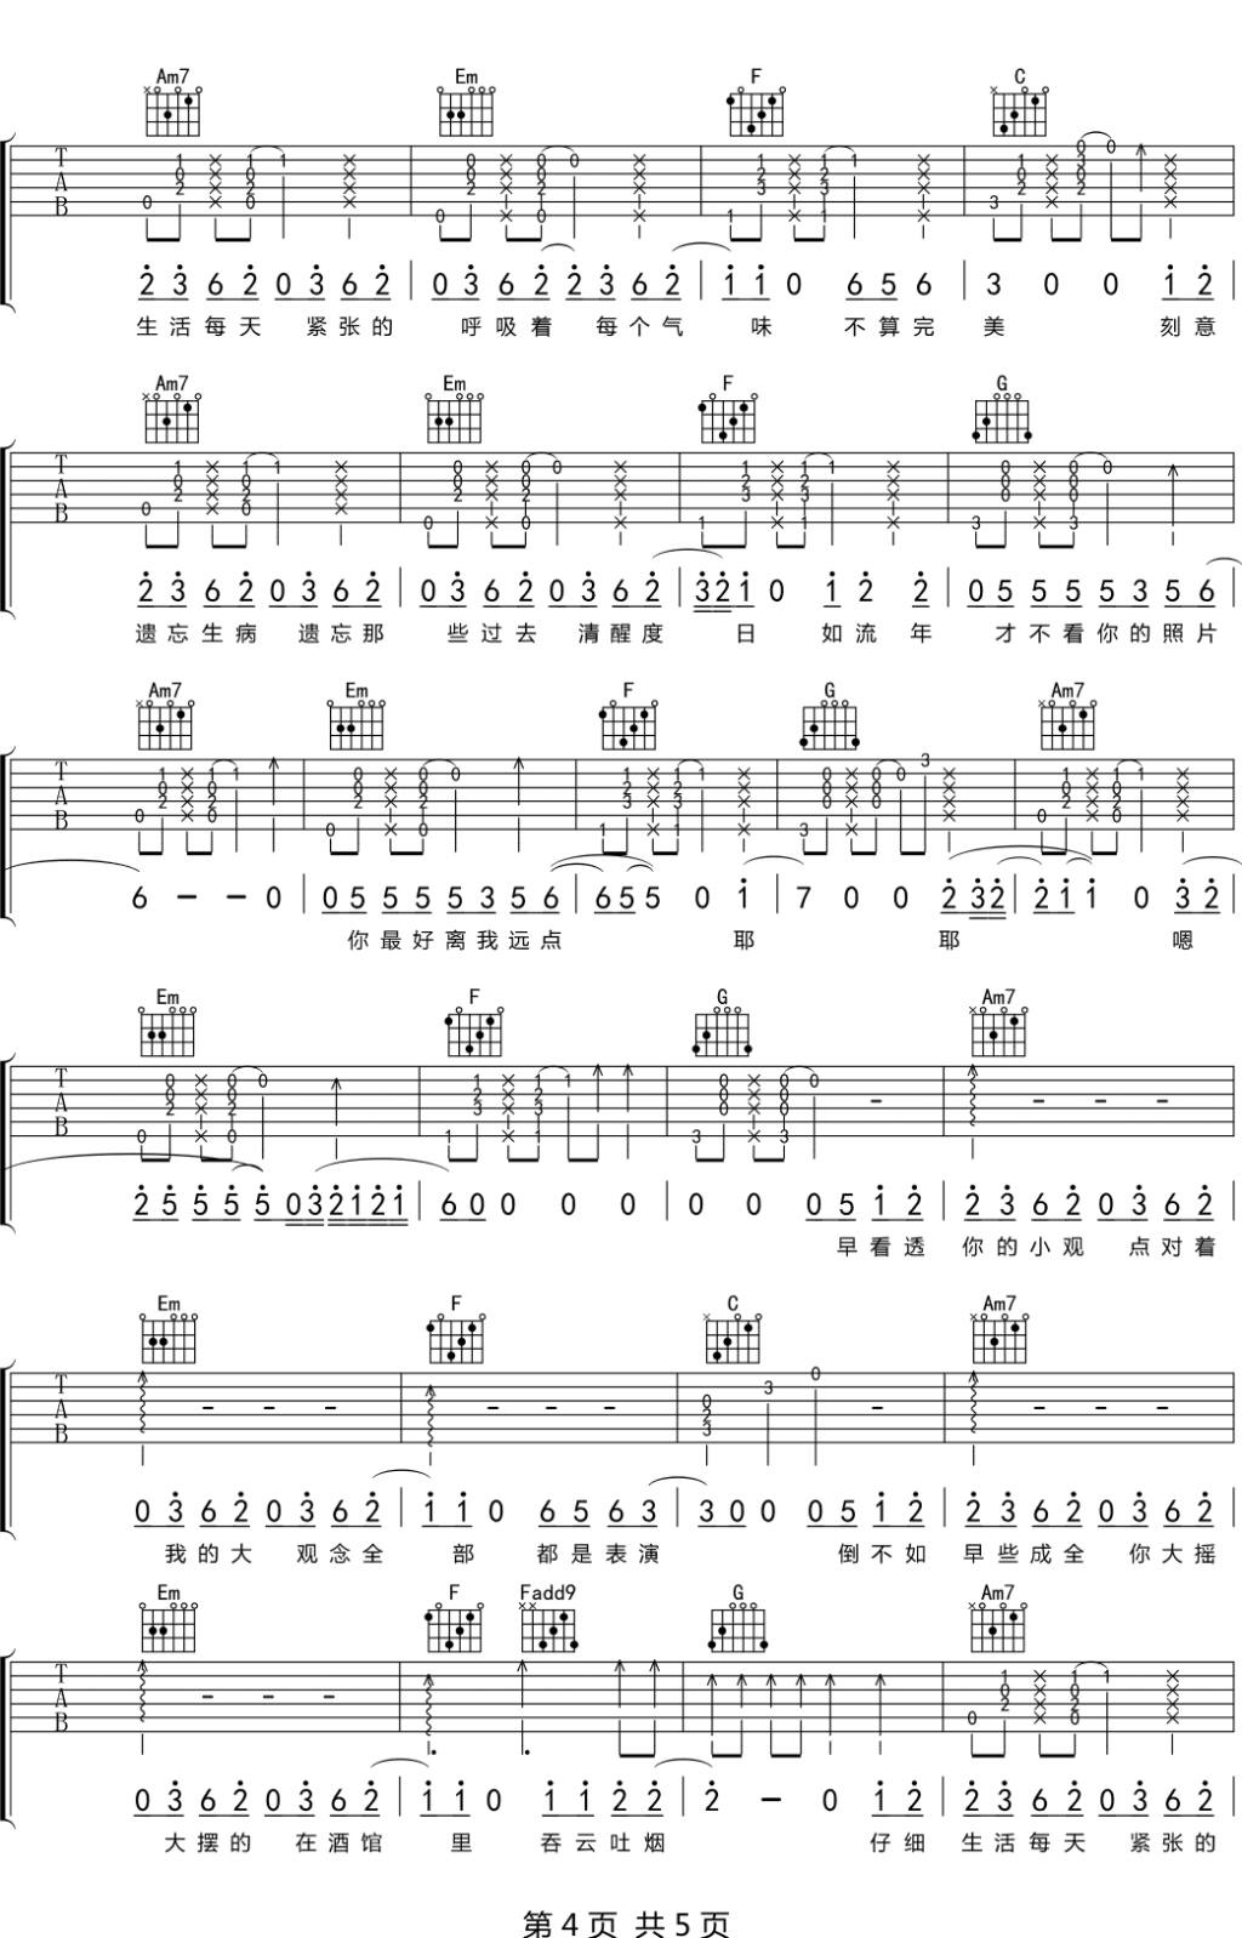 Am7 Em F C
2 3 6 2 0 3 6 2 | 0 3 6 2 2 3 6 2 | 1 1 0 6 5 6 | 3 0 0 1 2
生活每天 紧张的 呼吸着 每个气 味 不算完 美 刻意
Am7 Em F G
2 3 6 2 0 3 6 2 | 0 3 6 2 0 3 6 2 | 3 2 1 0 1 2 2 | 0 5 5 5 5 3 5 6
遗忘生病 遗忘那 些过去 清醒度 日 如流 年 才不看你的照片
Am7 Em F G Am7
6 - - 0 | 0 5 5 5 5 3 5 6 | 6 5 5 0 1 | 7 0 0 2 3 2 | 2 1 1 0 3 2
你最好离我远点 耶 耶 嗯
Em F G Am7
2 5 5 5 5 0 3 2 1 2 1 | 6 0 0 0 0 | 0 0 0 5 1 2 | 2 3 6 2 0 3 6 2
早看透 你的小观 点对着
Em F C Am7
0 3 6 2 0 3 6 2 | 1 1 0 6 5 6 3 | 3 0 0 0 5 1 2 | 2 3 6 2 0 3 6 2
我的大 观念全 部 都是表演 倒不如 早些成全 你大摇
Em F Fadd9 G Am7
0 3 6 2 0 3 6 2 | 1 1 0 1 1 2 2 | 2 - 0 1 2 | 2 3 6 2 0 3 6 2
大摆的 在酒馆 里 吞云吐烟 仔细 生活每天 紧张的
第 4 页 共 5 页